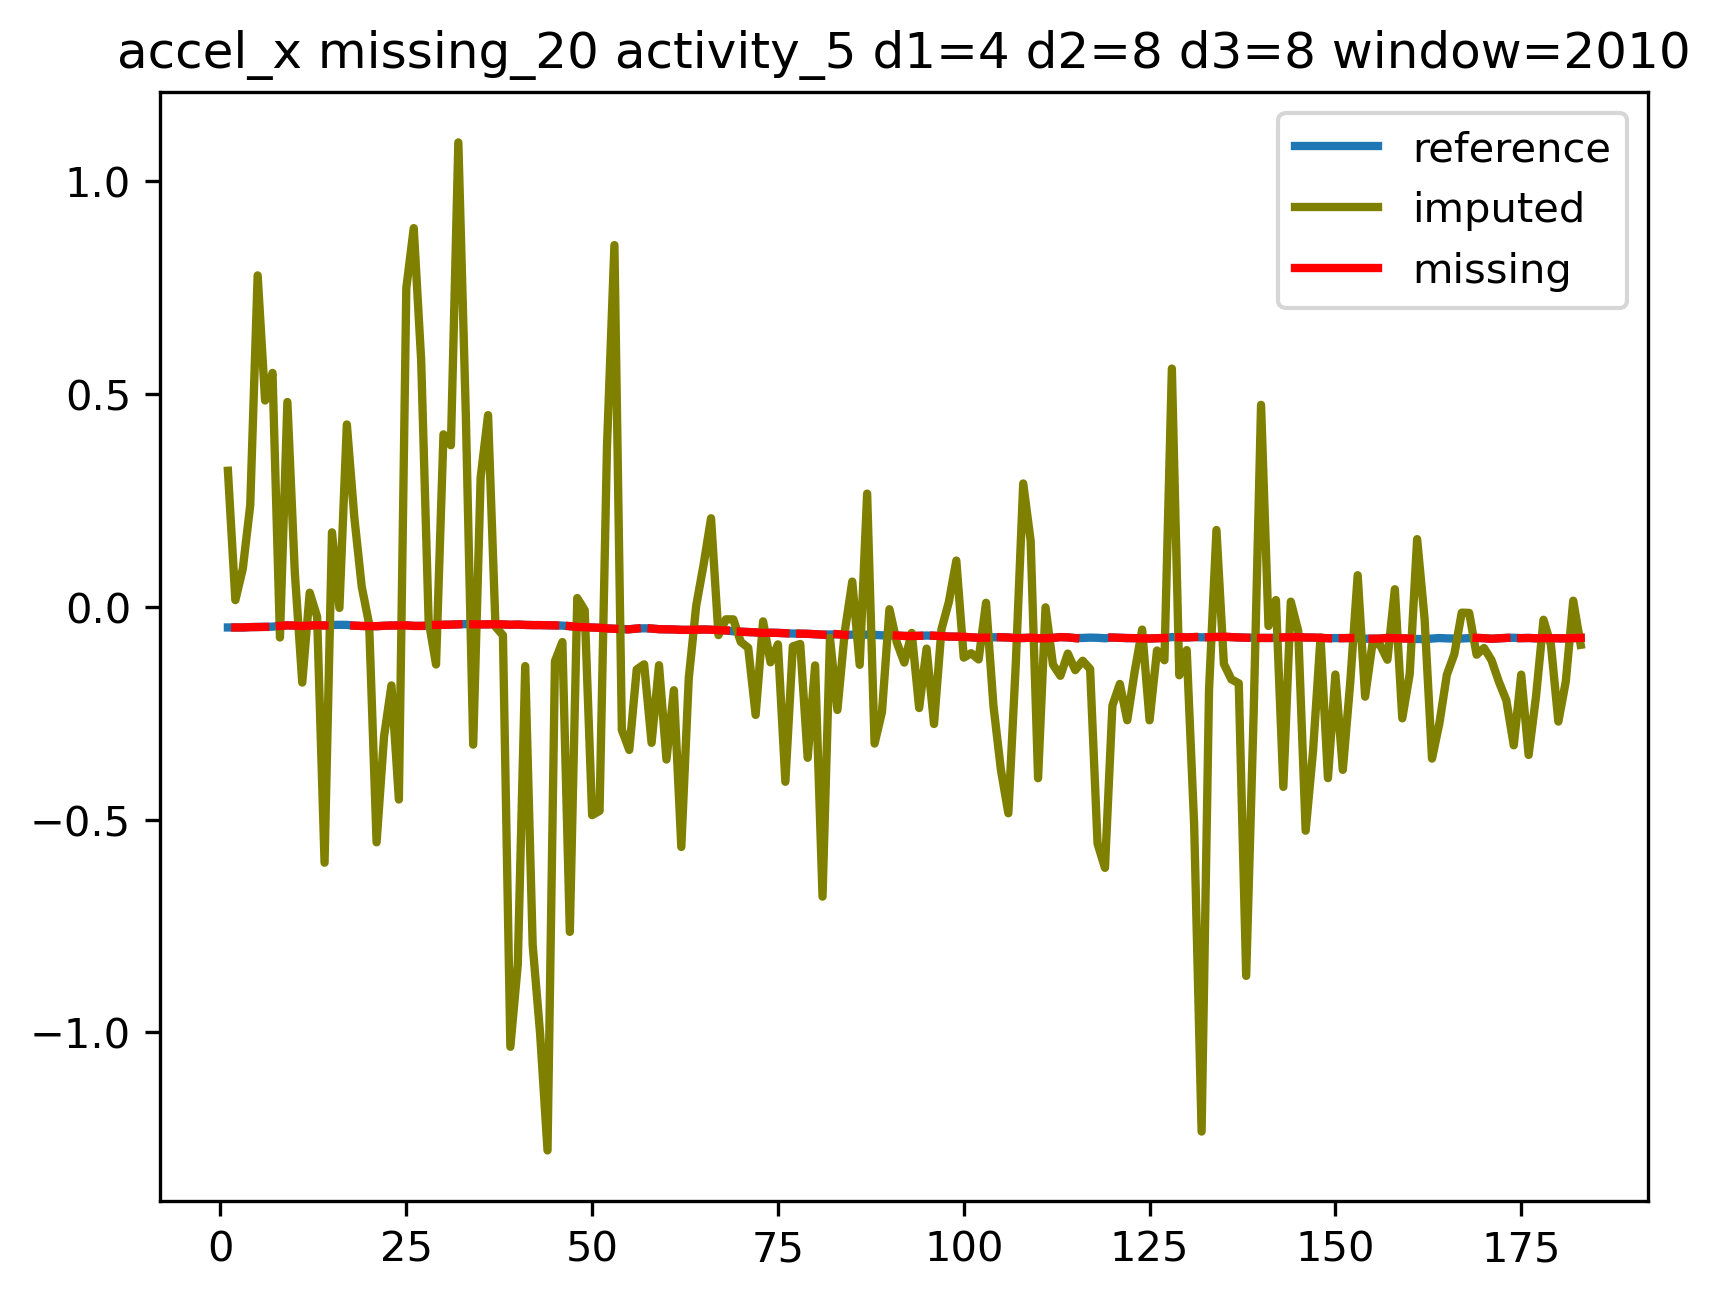 accel_x missing_20 activity_5 d1=4 d2=8 d3=8 window=2010
reference
imputed
missing
1.0
0.5
0.0
−0.5
−1.0
0 25 50 75 100 125 150 175